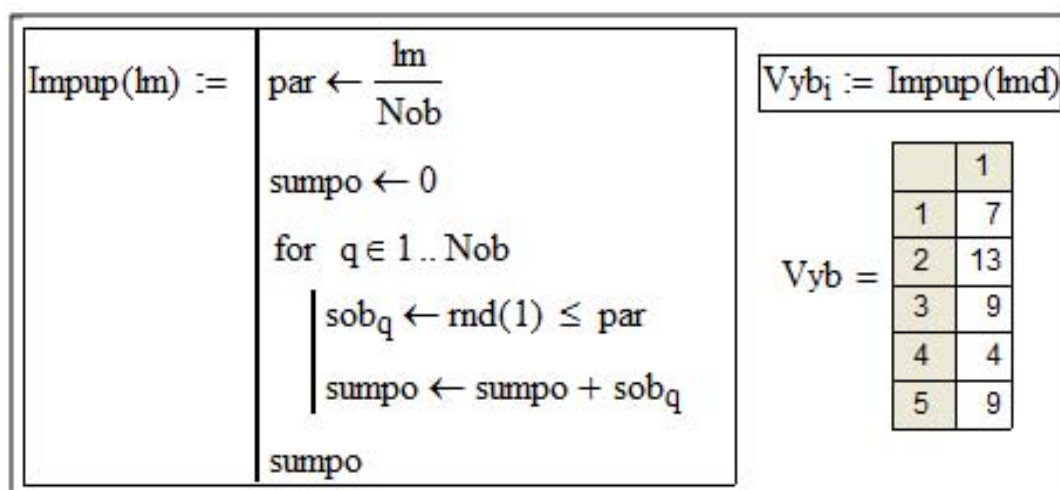 Impup(lm) := par ← lm / Nob
sumpo ← 0
for q ∈ 1 .. Nob
sob_q ← rnd(1) ≤ par
sumpo ← sumpo + sob_q
sumpo
Vyb_i := Impup(lmd)
Vyb =
1
1 7
2 13
3 9
4 4
5 9